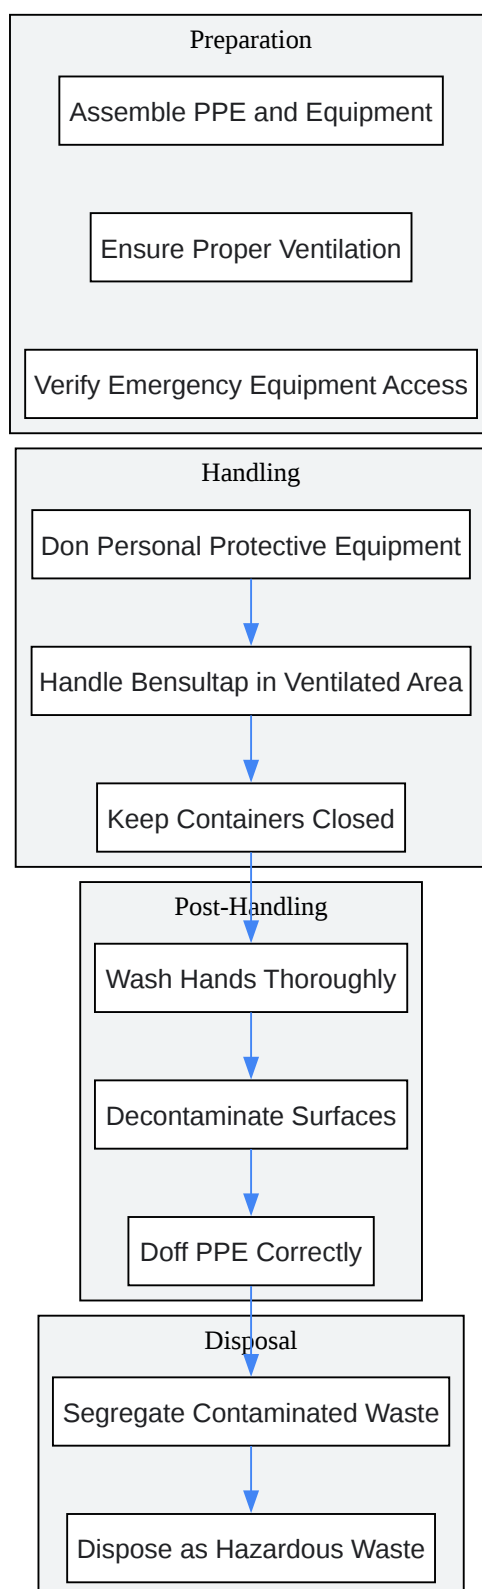 Preparation
Assemble PPE and Equipment
Ensure Proper Ventilation
Verify Emergency Equipment Access
Handling
Don Personal Protective Equipment
Handle Bensultap in Ventilated Area
Keep Containers Closed
Post-Handling
Wash Hands Thoroughly
Decontaminate Surfaces
Doff PPE Correctly
Disposal
Segregate Contaminated Waste
Dispose as Hazardous Waste